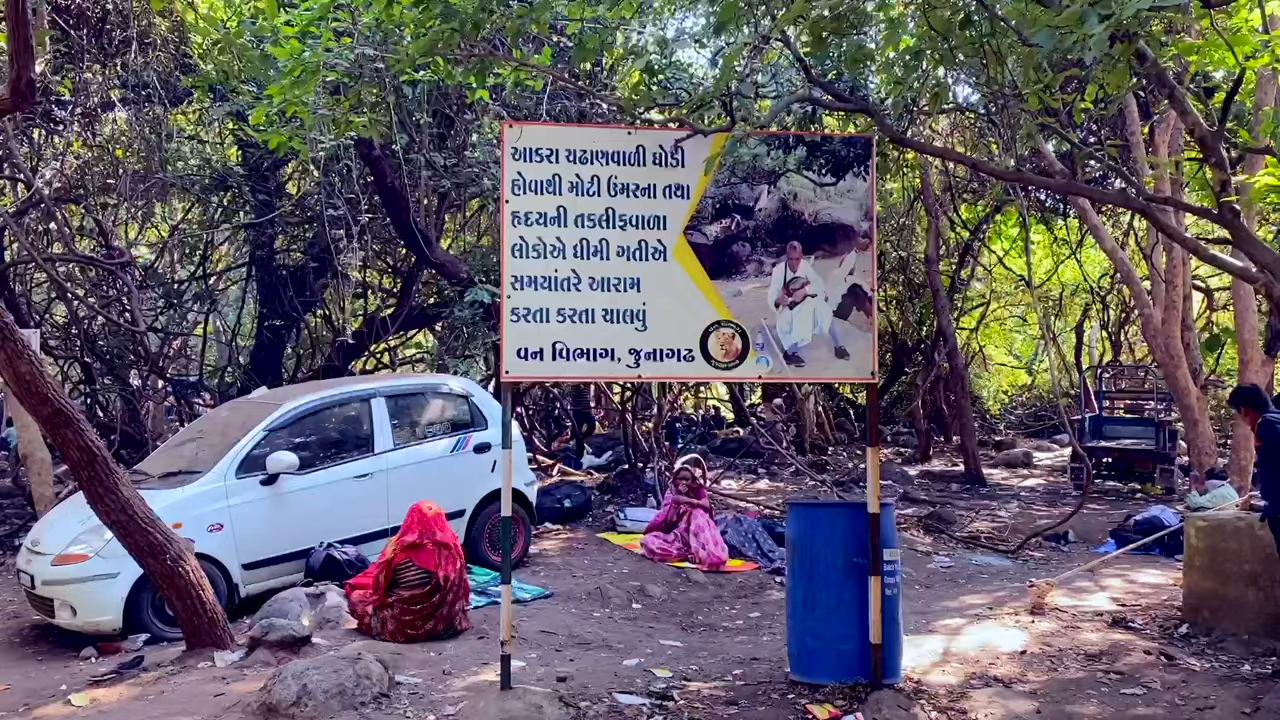 આકરા ચઢાણવાળી ઘોડી
હોવાથી મોટી ઉંમરના તથા
હૃદયની તકલીફવાળા
લોકોએ ધીમી ગતીએ
સમયાંતરે આરામ
કરતા કરતા ચાલવું
વન વિભાગ, જુનાગઢ